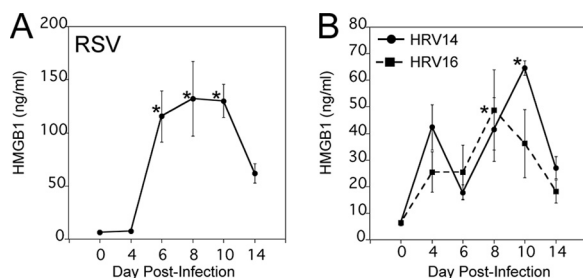 A
RSV
HMGB1 (ng/ml)
200
150
100
50
0
*
*
*
0 4 6 8 10 14
Day Post-Infection
B
HRV14
HRV16
HMGB1 (ng/ml)
80
70
60
50
40
30
20
10
0
*
*
0 4 6 8 10 14
Day Post-Infection